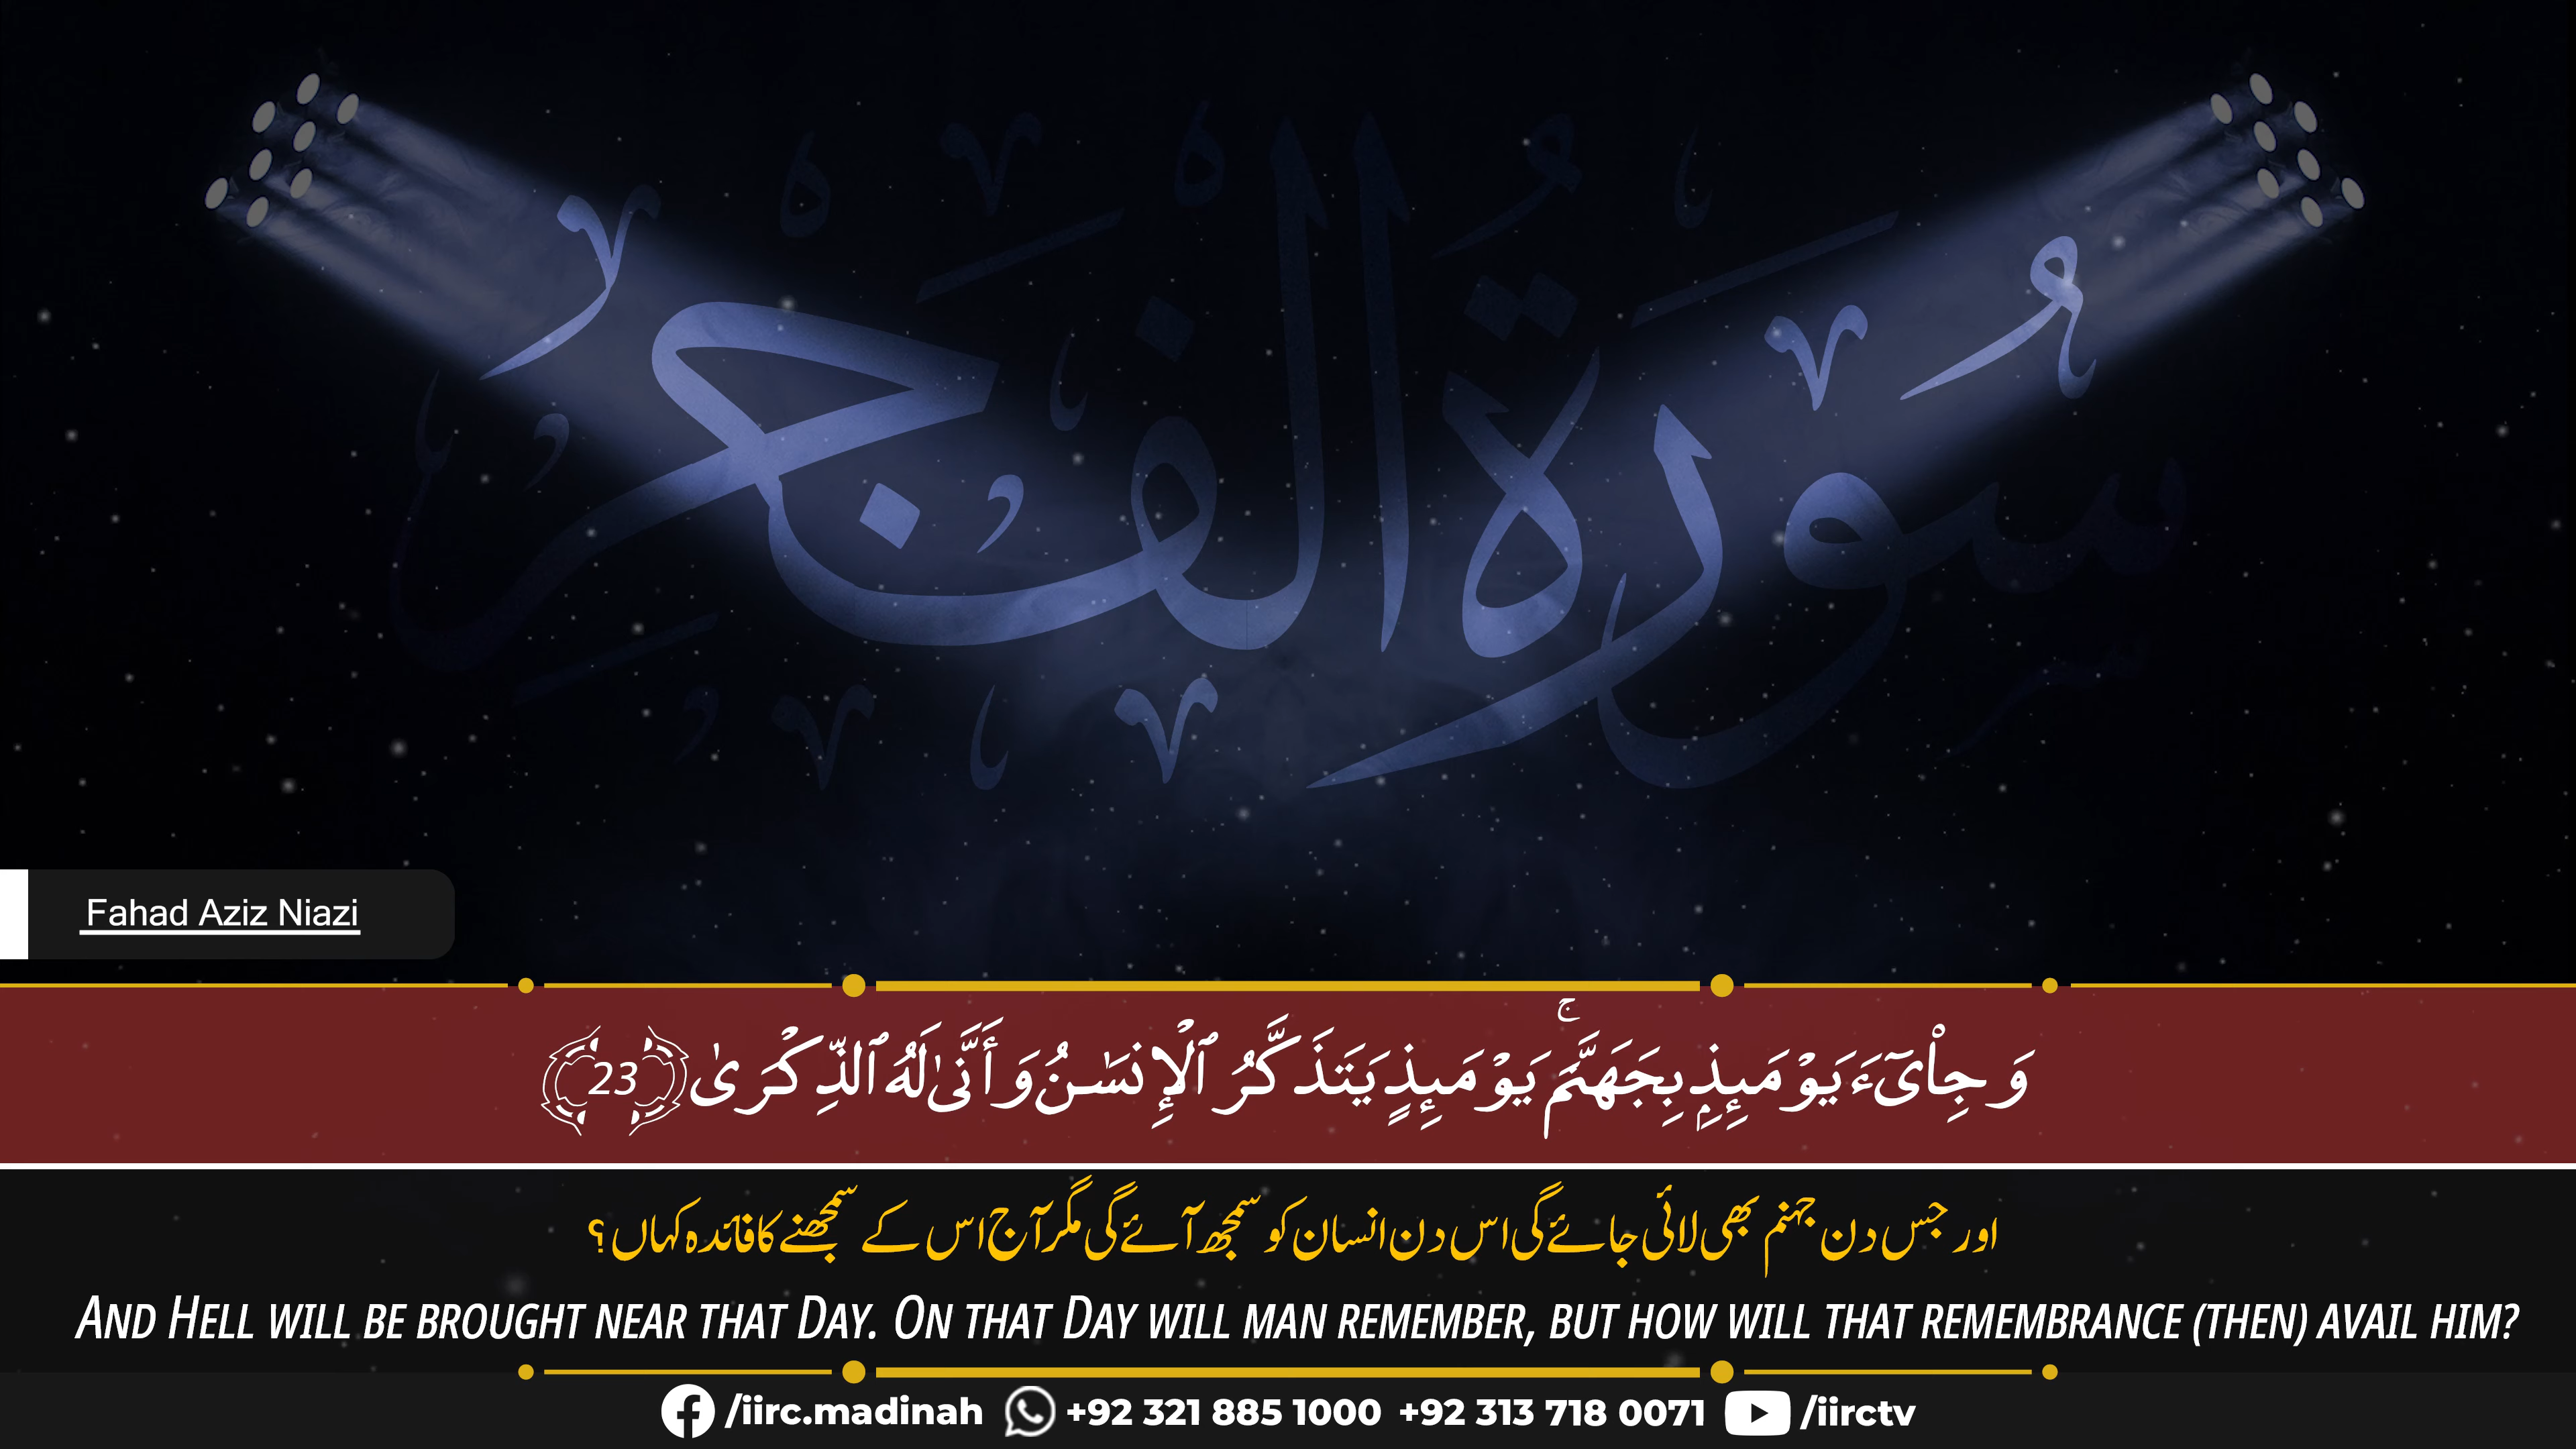 سُورَةُ الْفَجْرِ
Fahad Aziz Niazi
وَجِا۟ىٓءَ يَوْمَئِذٍۭ بِجَهَنَّمَ ۚ يَوْمَئِذٍ يَتَذَكَّرُ ٱلْإِنسَـٰنُ وَأَنَّىٰ لَهُ ٱلذِّكْرَىٰ 23
اور جس دن جہنم بھی لائی جائے گی اس دن انسان کو سمجھ آئے گی مگر آج اس کے سمجھنے کا فائدہ کہاں؟
And Hell will be brought near that Day. On that Day will man remember, but how will that remembrance (then) avail him?
/iirc.madinah +92 321 885 1000 +92 313 718 0071 /iirctv